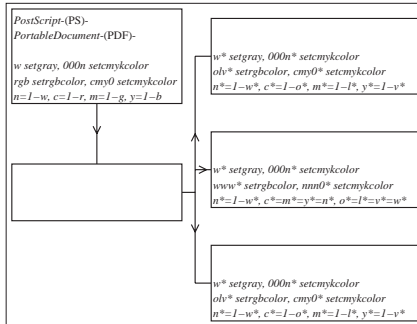 PostScript-(PS)-
PortableDocument-(PDF)-
w setgray, 000n setcmykcolor
rgb setrgbcolor, cmy0 setcmykcolor
n=1−w, c=1−r, m=1−g, y=1−b
w* setgray, 000n* setcmykcolor
olv* setrgbcolor, cmy0* setcmykcolor
n*=1−w*, c*=1−o*, m*=1−l*, y*=1−v*
w* setgray, 000n* setcmykcolor
www* setrgbcolor, nnn0* setcmykcolor
n*=1−w*, c*=m*=y*=n*, o*=l*=v*=w*
w* setgray, 000n* setcmykcolor
olv* setrgbcolor, cmy0* setcmykcolor
n*=1−w*, c*=1−o*, m*=1−l*, y*=1−v*